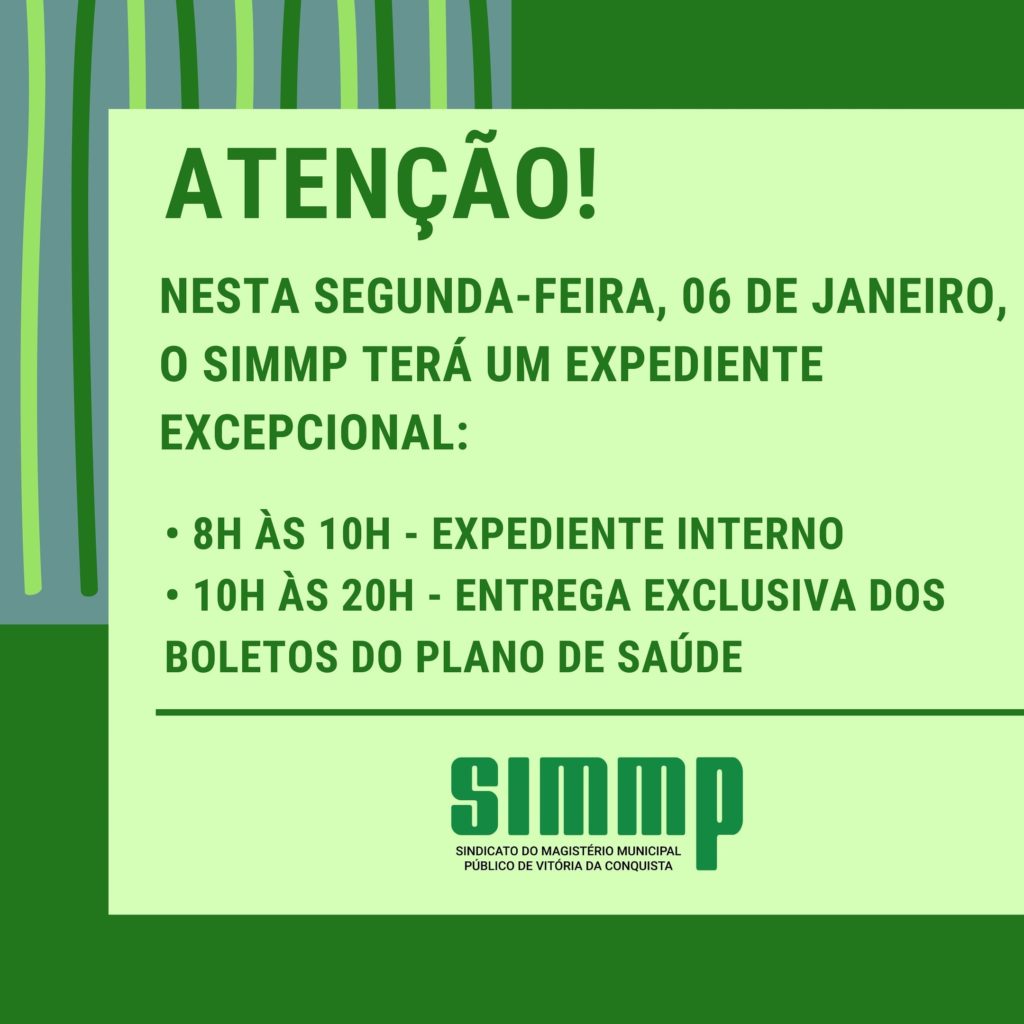 ATENÇÃO!
NESTA SEGUNDA-FEIRA, 06 DE JANEIRO,
O SIMMP TERÁ UM EXPEDIENTE
EXCEPCIONAL:
• 8H ÀS 10H - EXPEDIENTE INTERNO
• 10H ÀS 20H - ENTREGA EXCLUSIVA DOS
BOLETOS DO PLANO DE SAÚDE
simmp
SINDICATO DO MAGISTÉRIO MUNICIPAL
PÚBLICO DE VITÓRIA DA CONQUISTA